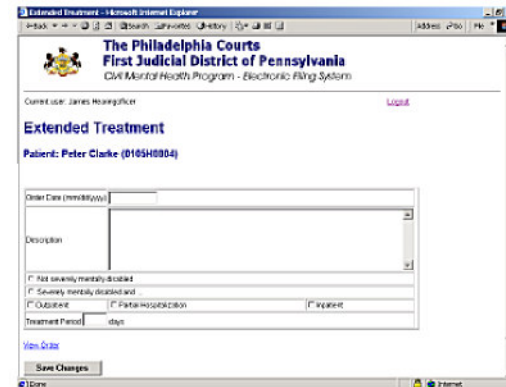 Extended Treatment - Microsoft Internet Explorer
Back Search Favorites History
Address
The Philadelphia Courts
First Judicial District of Pennsylvania
Civil Mental Health Program - Electronic Filing System
Current user: James Hearingofficer
Logout
Extended Treatment
Patient: Peter Clarke (0105H0004)
Order Date (mm/dd/yyyy)
Description
Not severely mentally disabled
Severely mentally disabled and ...
Outpatient Partial Hospitalization Inpatient
Treatment Period days
View Order
Save Changes
Done Internet